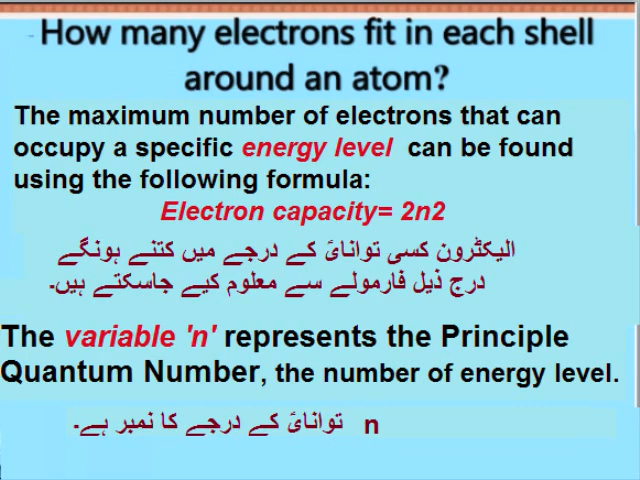 How many electrons fit in each shell
around an atom?
The maximum number of electrons that can
occupy a specific energy level can be found
using the following formula:
Electron capacity= 2n2
الیکٹرون کسی توانائ کے درجے میں کتنے ہونگے
درج ذیل فارمولے سے معلوم کیے جاسکتے ہیں۔
The variable 'n' represents the Principle
Quantum Number, the number of energy level.
n توانائ کے درجے کا نمبر ہے۔